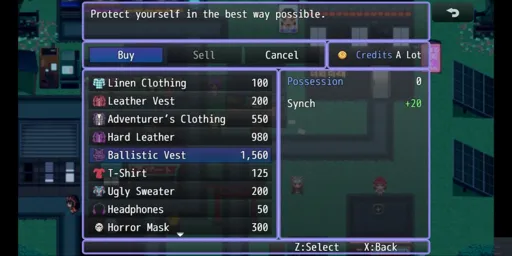 Protect yourself in the best way possible.
Buy Sell Cancel
Credits A Lot
Linen Clothing 100
Leather Vest 200
Adventurer's Clothing 550
Hard Leather 980
Ballistic Vest 1,560
T-Shirt 125
Ugly Sweater 200
Headphones 50
Horror Mask 300
Possession 0
Synch +20
Z:Select X:Back